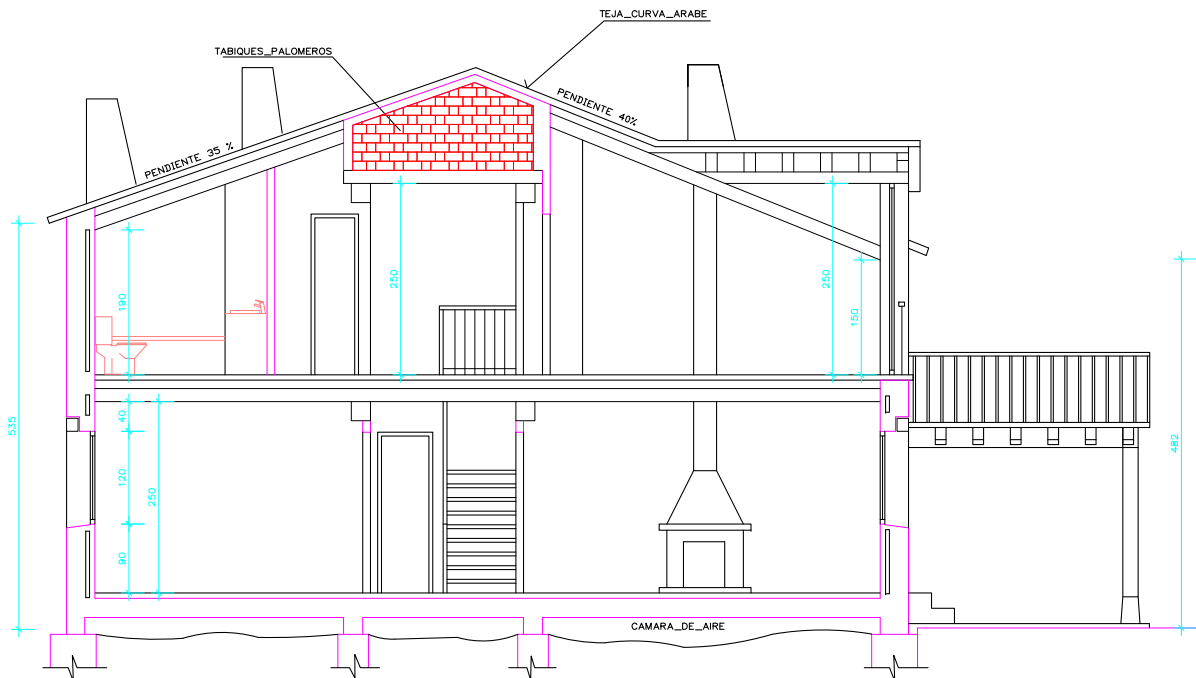 TEJA_CURVA_ARABE
TABIQUES_PALOMEROS
PENDIENTE 40%
PENDIENTE 35 %
250
250
190
150
535
40
482
120
250
90
CAMARA_DE_AIRE